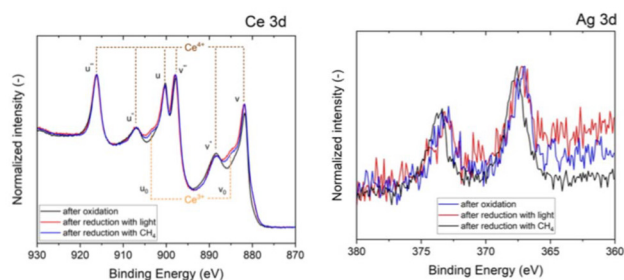 Ce 3d
Normalized intensity (-)
Ce⁴⁺
u'''
u''
u
v'''
v''
v
u₀
v₀
Ce³⁺
after oxidation
after reduction with light
after reduction with CH₄
930 920 910 900 890 880 870
Binding Energy (eV)
Ag 3d
Normalized intensity (-)
after oxidation
after reduction with light
after reduction with CH₄
380 375 370 365 360
Binding Energy (eV)